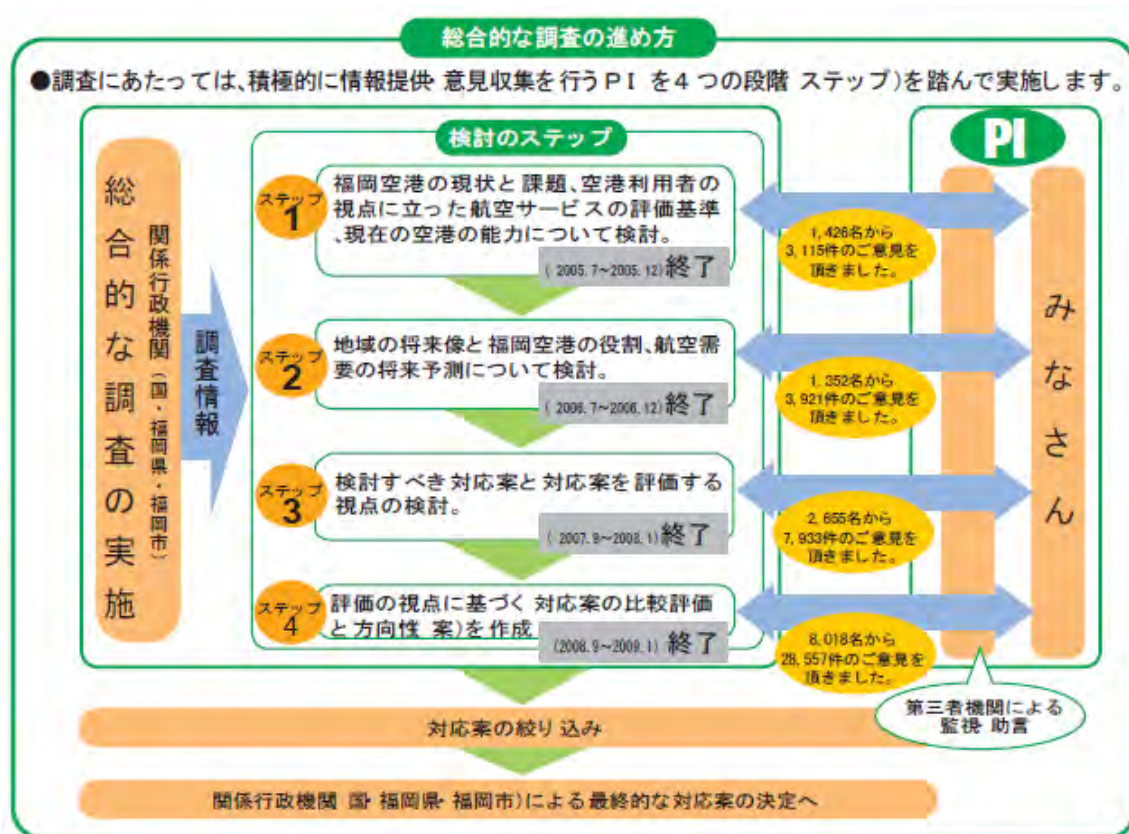 総合的な調査の進め方
●調査にあたっては、積極的に情報提供 意見収集を行うPI を4つの段階 ステップ)を踏んで実施します。
総合的な調査の実施
関係行政機関(国・福岡県・福岡市)
調査情報
検討のステップ
ステップ
1
福岡空港の現状と課題、空港利用者の
視点に立った航空サービスの評価基準
、現在の空港の能力について検討。
( 2005.7~2005.12)終了
ステップ
2
地域の将来像と福岡空港の役割、航空需
要の将来予測について検討。
( 2006.7~2006.12)終了
ステップ
3
検討すべき対応案と対応案を評価する
視点の検討。
( 2007.9~2008.1)終了
ステップ
4
評価の視点に基づく 対応案の比較評価
と方向性 案)を作成
(2008.9~2009.1) 終了
PI
1,426名から
3,115件のご意見を
頂きました。
1,352名から
3,921件のご意見を
頂きました。
2,655名から
7,933件のご意見を
頂きました。
8,018名から
28,557件のご意見を
頂きました。
みなさん
第三者機関による
監視 助言
対応案の絞り込み
関係行政機関 国 福岡県 福岡市)による最終的な対応案の決定へ